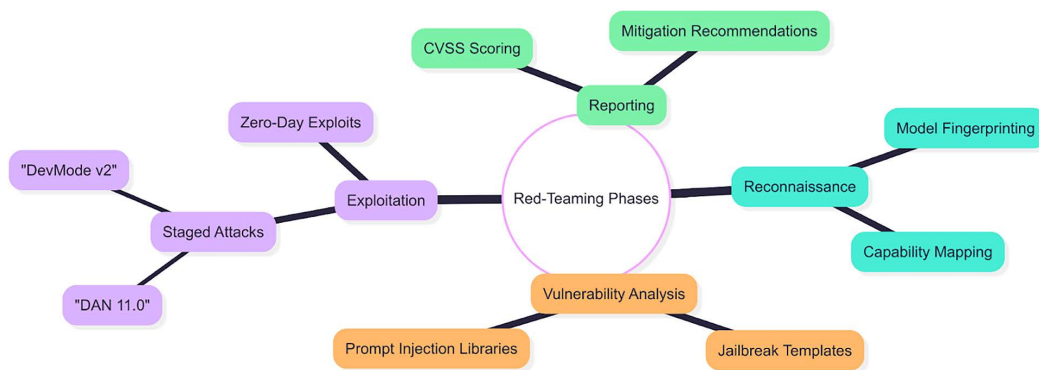 Mitigation Recommendations
CVSS Scoring
Reporting
Zero-Day Exploits
Model Fingerprinting
"DevMode v2"
Exploitation
Red-Teaming Phases
Reconnaissance
Staged Attacks
Capability Mapping
"DAN 11.0"
Vulnerability Analysis
Prompt Injection Libraries
Jailbreak Templates